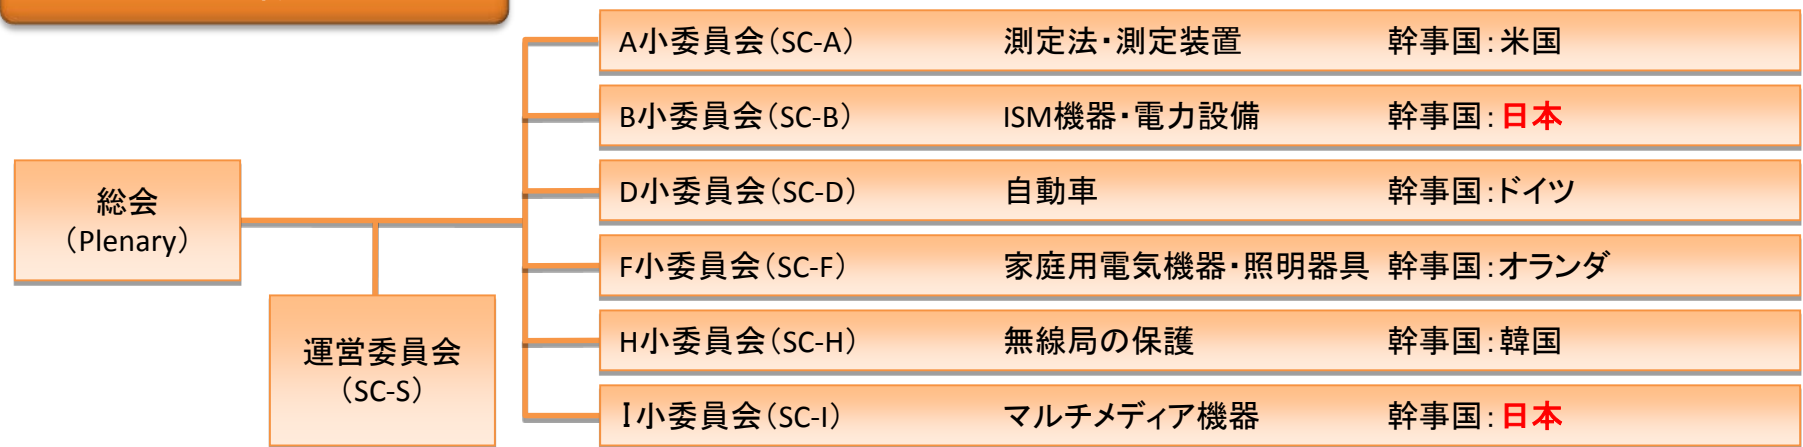 A小委員会（SC-A） 測定法・測定装置 幹事国：米国
B小委員会（SC-B） ISM機器・電力設備 幹事国：日本
D小委員会（SC-D） 自動車 幹事国：ドイツ
F小委員会（SC-F） 家庭用電気機器・照明器具 幹事国：オランダ
H小委員会（SC-H） 無線局の保護 幹事国：韓国
I小委員会（SC-I） マルチメディア機器 幹事国：日本
総会
（Plenary）
運営委員会
（SC-S）